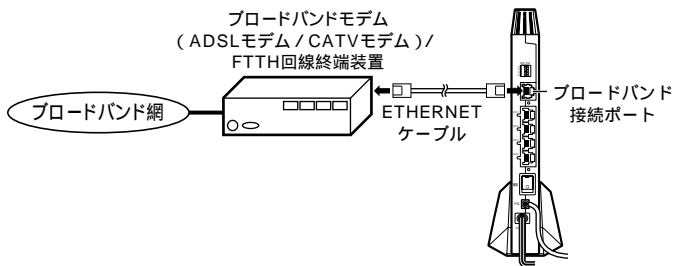 ブロードバンドモデム
(ADSLモデム/CATVモデム)/
FTTH回線終端装置
ブロードバンド網
ETHERNET
ケーブル
ブロードバンド
接続ポート